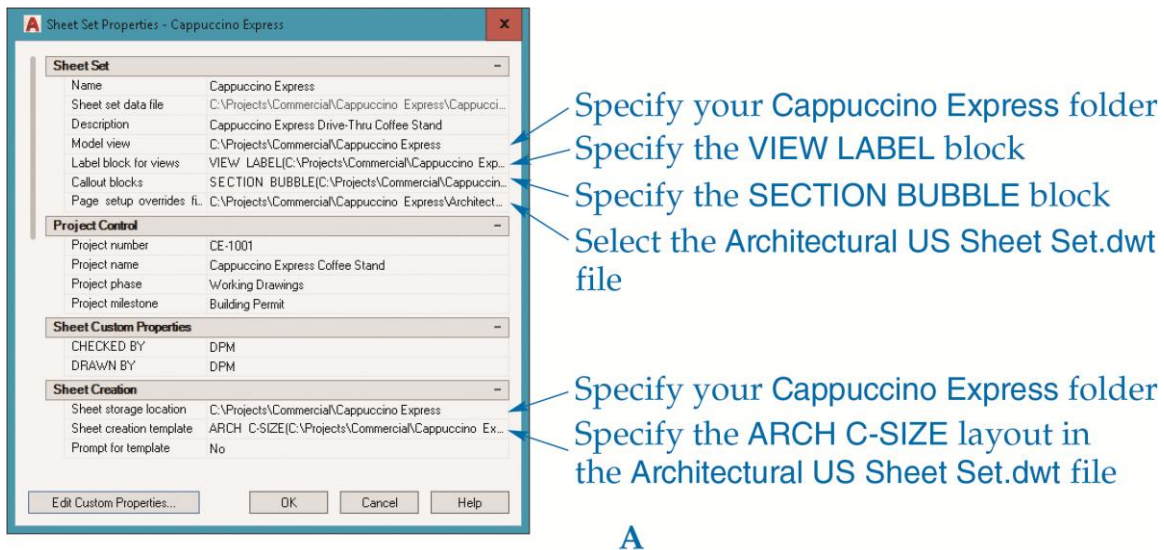 Sheet Set Properties - Cappuccino Express
Sheet Set
Name Cappuccino Express
Sheet set data file C:\Projects\Commercial\Cappuccino Express\Cappucci...
Description Cappuccino Express Drive-Thru Coffee Stand
Model view C:\Projects\Commercial\Cappuccino Express
Label block for views VIEW LABEL(C:\Projects\Commercial\Cappuccino Exp...
Callout blocks SECTION BUBBLE(C:\Projects\Commercial\Cappuccin...
Page setup overrides fi.. C:\Projects\Commercial\Cappuccino Express\Architect...
Project Control
Project number CE-1001
Project name Cappuccino Express Coffee Stand
Project phase Working Drawings
Project milestone Building Permit
Sheet Custom Properties
CHECKED BY DPM
DRAWN BY DPM
Sheet Creation
Sheet storage location C:\Projects\Commercial\Cappuccino Express
Sheet creation template ARCH C-SIZE(C:\Projects\Commercial\Cappuccino Ex...
Prompt for template No
Edit Custom Properties... OK Cancel Help
Specify your Cappuccino Express folder
Specify the VIEW LABEL block
Specify the SECTION BUBBLE block
Select the Architectural US Sheet Set.dwt
file
Specify your Cappuccino Express folder
Specify the ARCH C-SIZE layout in
the Architectural US Sheet Set.dwt file
A